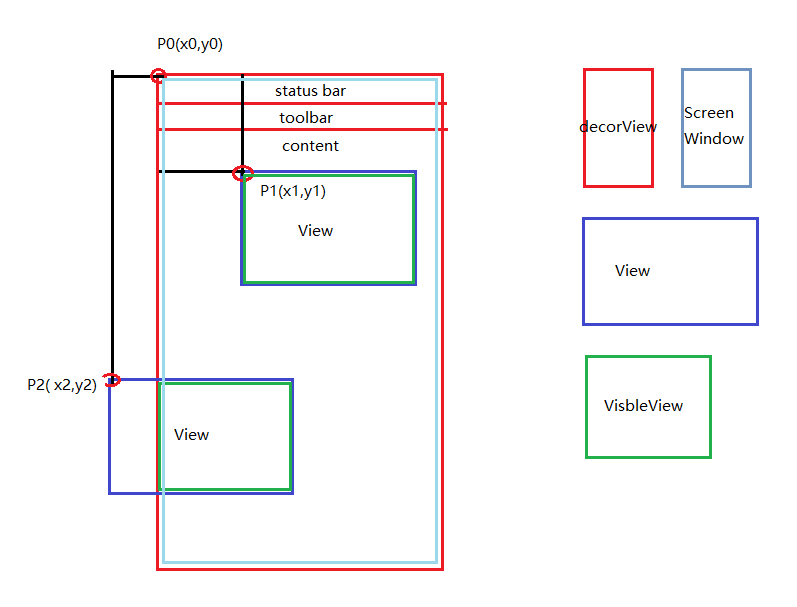 P0(x0,y0)
status bar
toolbar
content
P1(x1,y1)
View
P2( x2,y2)
View
decorView
Screen
Window
View
VisbleView